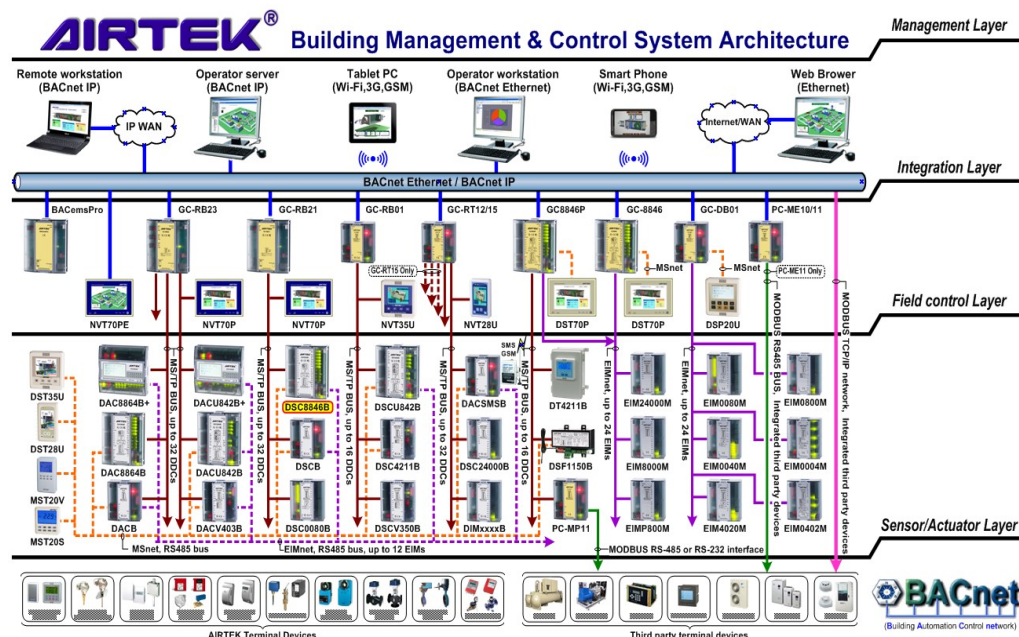 AIRTEK®
Building Management & Control System Architecture
Management Layer
Remote workstation
(BACnet IP)
Operator server
(BACnet IP)
Tablet PC
(Wi-Fi,3G,GSM)
Operator workstation
(BACnet Ethernet)
Smart Phone
(Wi-Fi,3G,GSM)
Web Brower
(Ethernet)
IP WAN
Internet/WAN
Integration Layer
BACnet Ethernet / BACnet IP
BACemsPro
GC-RB23
GC-RB21
GC-RB01
GC-RT12/15
GC8846P
GC-8846
GC-DB01
PC-ME10/11
GC-RT15 Only
MSnet
MSnet
PC-ME11 Only
NVT70PE
NVT70P
NVT70P
NVT35U
NVT28U
DST70P
DST70P
DSP20U
Field control Layer
SMS
GSM
MS/TP BUS, up to 32 DDCs
MS/TP BUS, up to 32 DDCs
MS/TP BUS, up to 16 DDCs
MS/TP BUS, up to 32 DDCs
MS/TP BUS, up to 16 DDCs
EIMnet, up to 24 EIMs
EIMnet, up to 24 EIMs
MODBUS RS485 BUS, Integrated third party devices
MODBUS TCP/IP network, Integrated third party devices
DST35U
DAC8864B+
DACU842B+
DSC8846B
DSCU842B
DACSMSB
DT4211B
EIM24000M
EIM0080M
EIM0800M
DST28U
DAC8864B
DACU842B
DSCB
DSC4211B
DSC24000B
DSF1150B
EIM8000M
EIM0040M
EIM0004M
MST20V
MST20S
DACB
DACV403B
DSC0080B
DSCV350B
DIMxxxxB
PC-MP11
EIMP800M
EIM4020M
EIM0402M
Sensor/Actuator Layer
MSnet, RS485 bus
EIMnet, RS485 bus, up to 12 EIMs
MODBUS RS-485 or RS-232 interface
AIRTEK Terminal Devices
Third party terminal devices
BACnet
(Building Automation Control network)